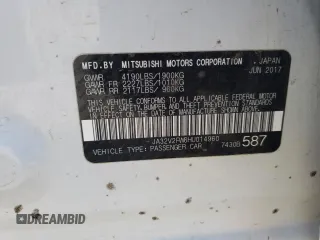 MFD BY MITSUBISHI MOTORS CORPORATION , JAPAN
JUN 2017
GVWR 4190LBS/1900KG
GAWR FR 2227LBS/1010KG
GAWR RR 2117LBS/ 960KG
THIS VEHICLE CONFORMS TO ALL APPLICABLE FEDERAL MOTOR
VEHICLE SAFETY, BUMPER, AND THEFT PREVENTION STANDARDS
IN EFFECT ON THE DATE OF MANUFACTURE SHOWN ABOVE.
JA32V2FW8HU014960
TYPE: PASSENGER CAR
587
AUTOBIDCAR